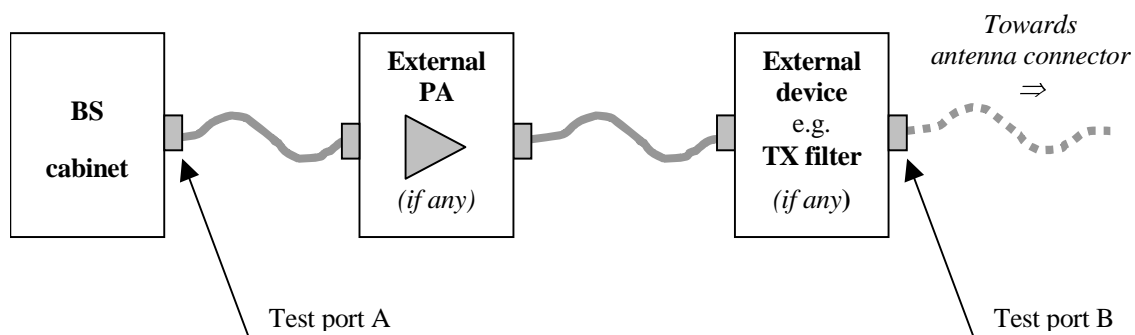 BS
cabinet
External
PA
(if any)
External
device
e.g.
TX filter
(if any)
Towards
antenna connector
⇒
Test port A
Test port B